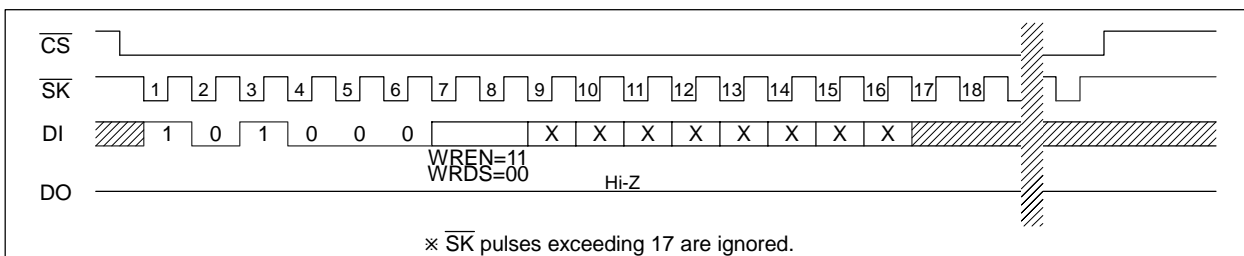 CS
SK 1 2 3 4 5 6 7 8 9 10 11 12 13 14 15 16 17 18
DI 1 0 1 0 0 0 X X X X X X X X
WREN=11
WRDS=00
DO Hi-Z
※ SK pulses exceeding 17 are ignored.